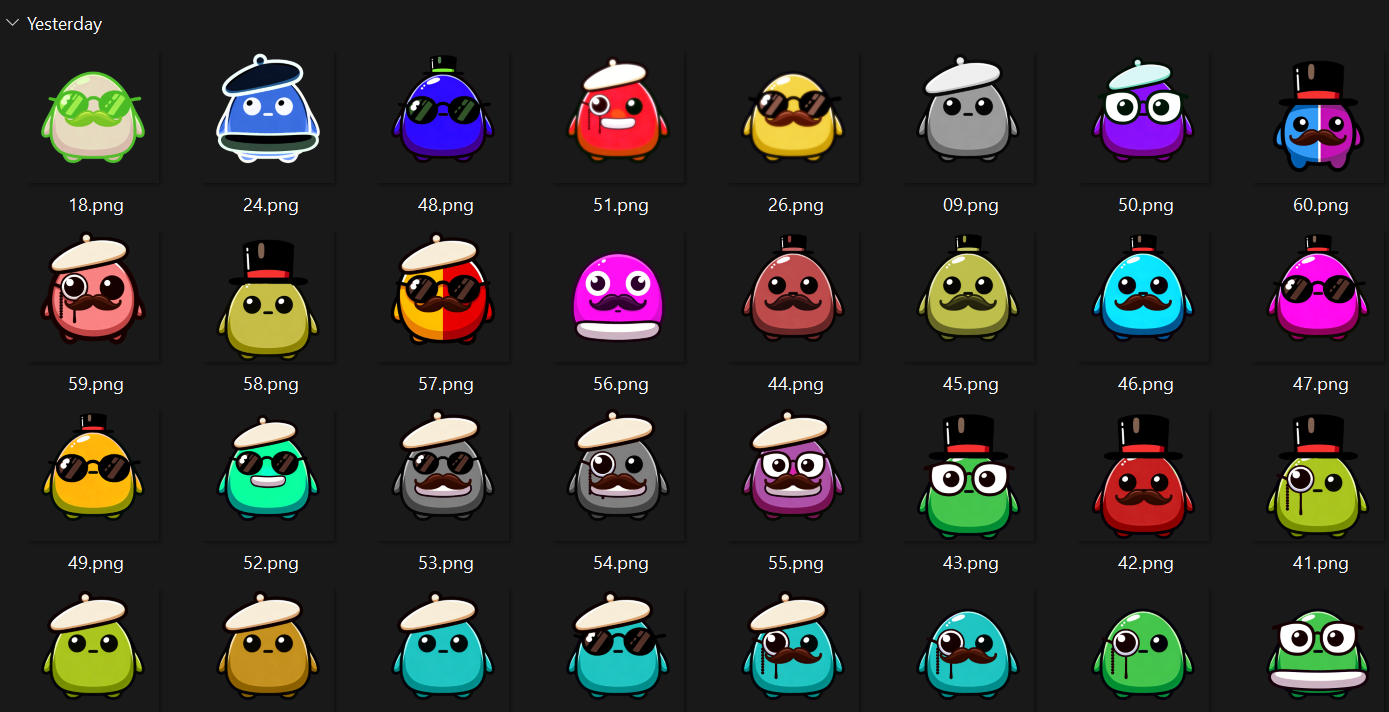 Yesterday
18.png 24.png 48.png 51.png 26.png 09.png 50.png 60.png
59.png 58.png 57.png 56.png 44.png 45.png 46.png 47.png
49.png 52.png 53.png 54.png 55.png 43.png 42.png 41.png